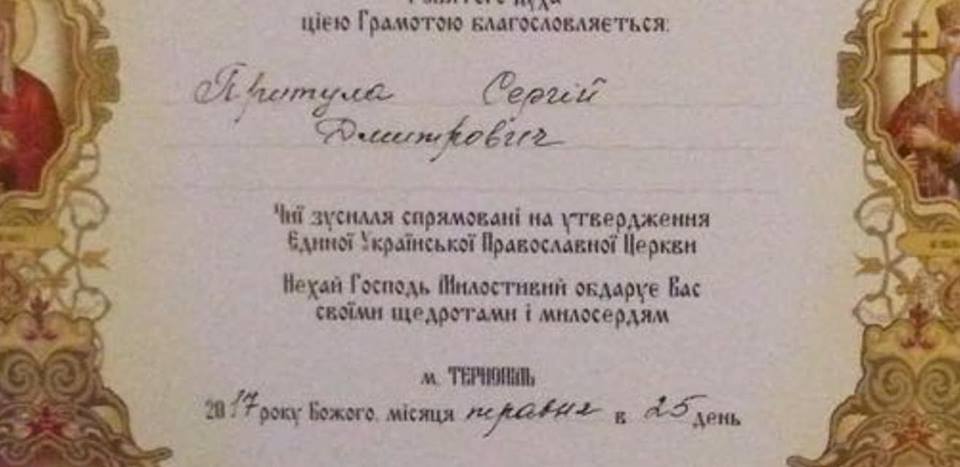 цією Грамотою благословляється:
Притула Сергій
Дмитрович
Чиї зусилля спрямовані на утвердження
Єдиної Української Православної Церкви
Нехай Господь Милостивий обдарує Вас
своїми щедротами і милосердям
м. ТЕРНОПІЛЬ
2017 року Божого, місяця травня в 25 день